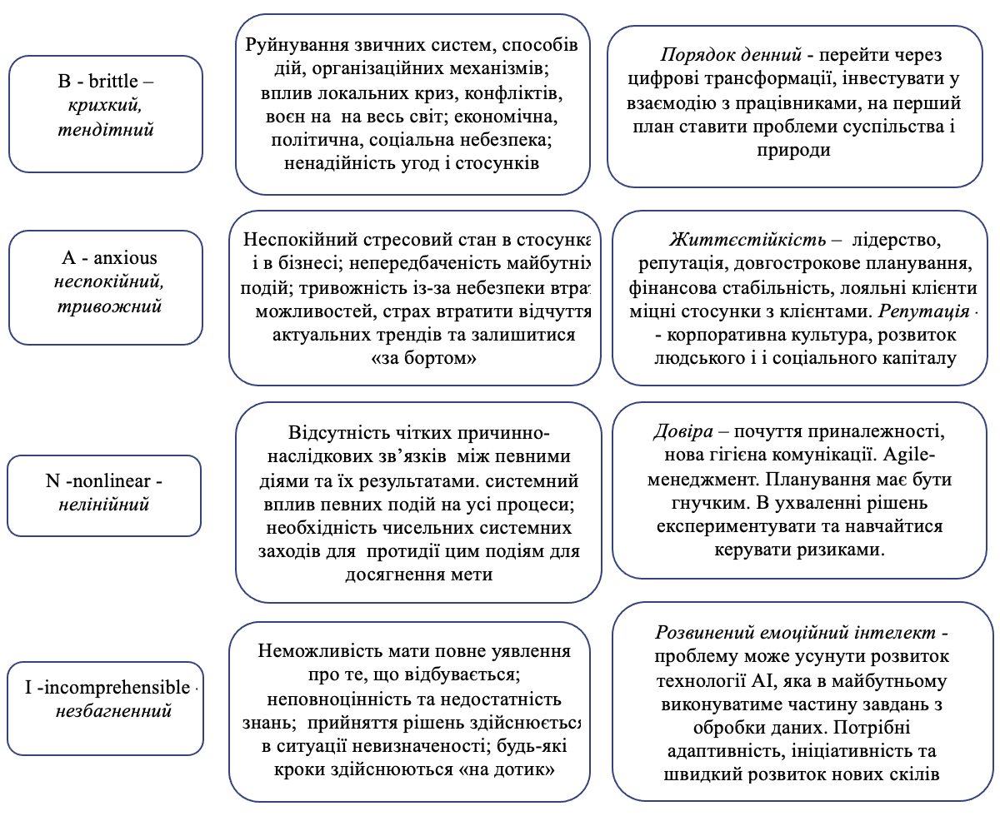 B - brittle –
крихкий,
тендітний
Руйнування звичних систем, способів
дій, організаційних механізмів;
вплив локальних криз, конфліктів,
воєн на на весь світ; економічна,
політична, соціальна небезпека;
ненадійність угод і стосунків
Порядок денний - перейти через
цифрові трансформації, інвестувати у
взаємодію з працівниками, на перший
план ставити проблеми суспільства і
природи
A - anxious
неспокійний,
тривожний
Неспокійний стресовий стан в стосунка
і в бізнесі; непередбаченість майбутніх
подій; тривожність із-за небезпеки втрат
можливостей, страх втратити відчуття
актуальних трендів та залишитися
«за бортом»
Життєстійкість – лідерство,
репутація, довгострокове планування,
фінансова стабільність, лояльні клієнти
міцні стосунки з клієнтами. Репутація -
- корпоративна культура, розвиток
людського і і соціального капіталу
N -nonlinear -
нелінійний
Відсутність чітких причинно-
наслідкових зв’язків між певними
діями та їх результатами. системний
вплив певних подій на усі процеси;
необхідність чисельних системних
заходів для протидії цим подіям для
досягнення мети
Довіра – почуття приналежності,
нова гігієна комунікації. Agile-
менеджмент. Планування має бути
гнучким. В ухваленні рішень
експериментувати та навчайтися
керувати ризиками.
I -incomprehensible -
незбагненний
Неможливість мати повне уявлення
про те, що відбувається;
неповноцінність та недостатність
знань; прийняття рішень здійснюється
в ситуації невизначеності; будь-які
кроки здійснюються «на дотик»
Розвинений емоційний інтелект -
проблему може усунути розвиток
технології AI, яка в майбутньому
виконуватиме частину завдань з
обробки даних. Потрібні
адаптивність, ініціативність та
швидкий розвиток нових скілів